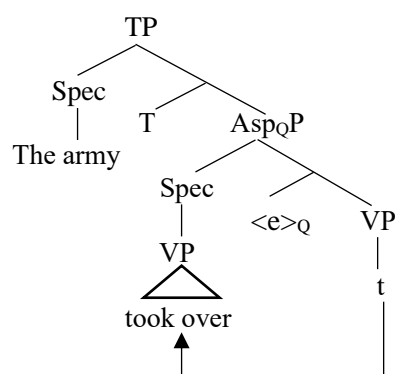 TP
Spec
T
The army
AspQP
Spec
<e>Q
VP
VP
t
took over